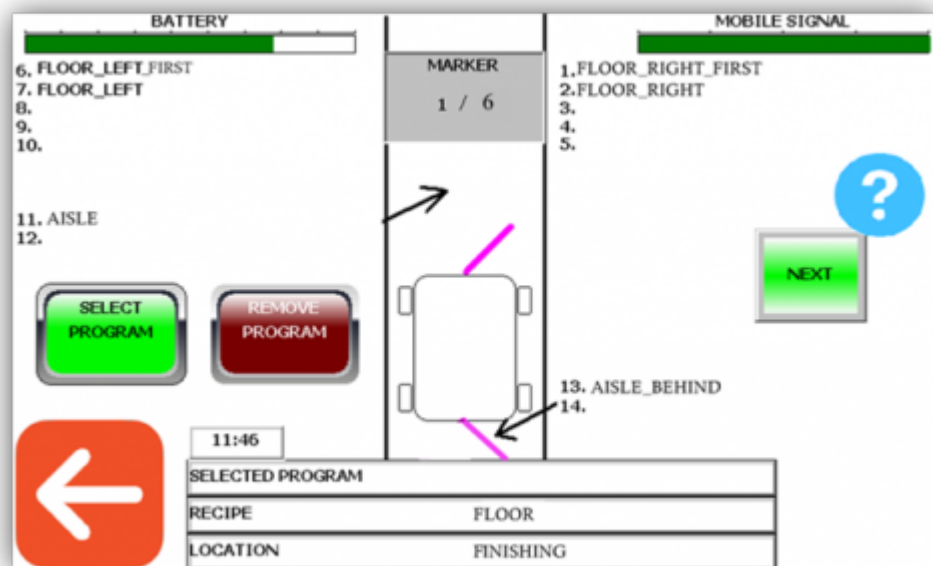 BATTERY
MOBILE SIGNAL
6. FLOOR_LEFT_FIRST
7. FLOOR_LEFT
8.
9.
10.
MARKER
1 / 6
1.FLOOR_RIGHT_FIRST
2.FLOOR_RIGHT
3.
4.
5.
?
11. AISLE
12.
NEXT
SELECT
PROGRAM
REMOVE
PROGRAM
13. AISLE_BEHIND
14.
11:46
SELECTED PROGRAM
RECIPE FLOOR
LOCATION FINISHING